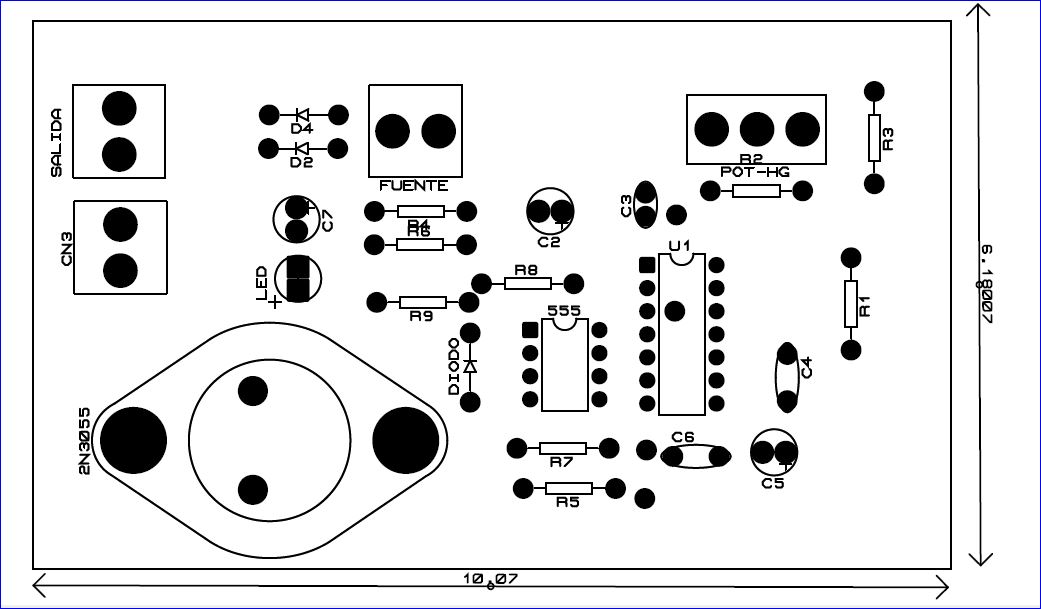 SALIDA
D4
D2
FUENTE
R2
POT-HG
R3
CN3
C7
R4
R6
C2
C3
U1
LED
+
R8
R9
555
R1
6.18007
DIODO
C4
2N3055
R7
C6
R5
C5
10.07